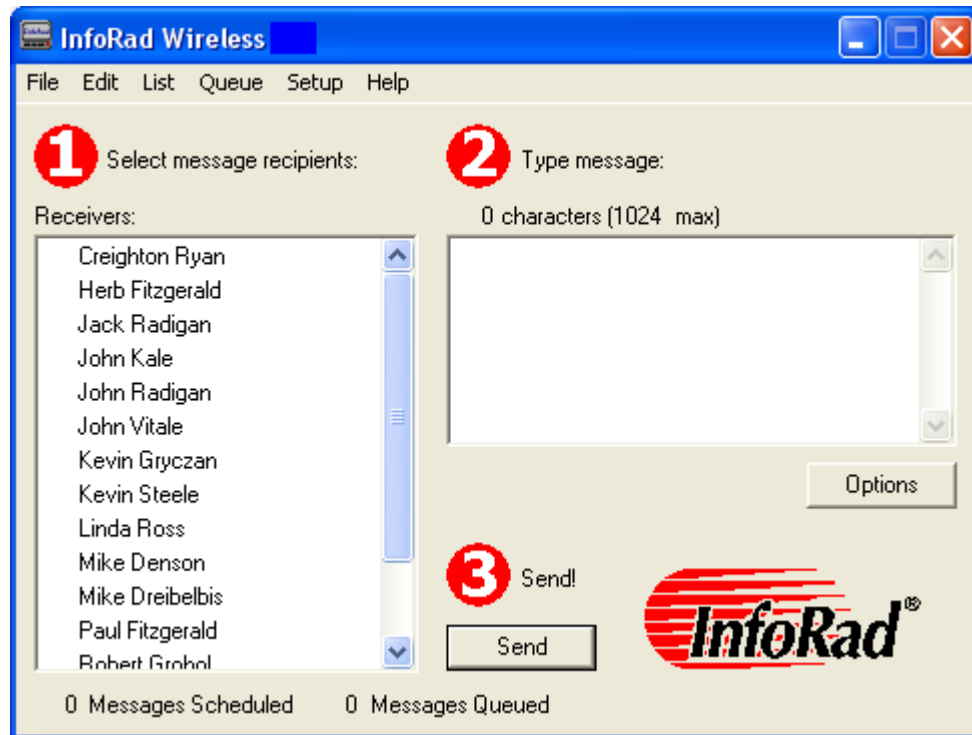 InfoRad Wireless
File Edit List Queue Setup Help
1 Select message recipients:
Receivers:
Creighton Ryan
Herb Fitzgerald
Jack Radigan
John Kale
John Radigan
John Vitale
Kevin Gryczan
Kevin Steele
Linda Ross
Mike Denson
Mike Dreibelbis
Paul Fitzgerald
Robert Grohol
2 Type message:
0 characters (1024 max)
Options
3 Send!
Send
InfoRad®
0 Messages Scheduled 0 Messages Queued